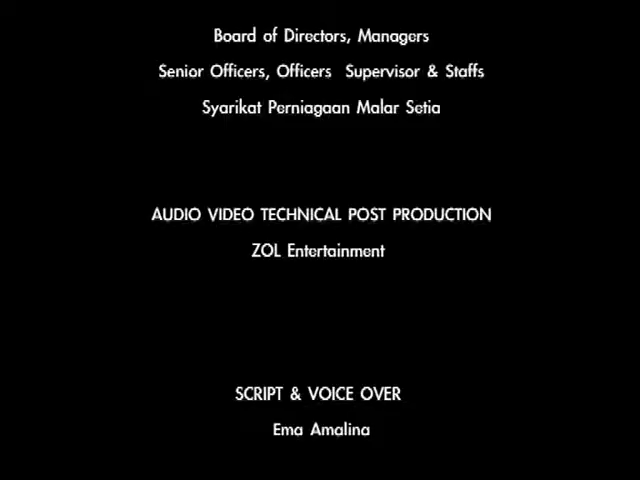 Board of Directors, Managers
Senior Officers, Officers  Supervisor & Staffs
Syarikat Perniagaan Malar Setia
AUDIO VIDEO TECHNICAL POST PRODUCTION
ZOL Entertainment
SCRIPT & VOICE OVER
Ema Amalina